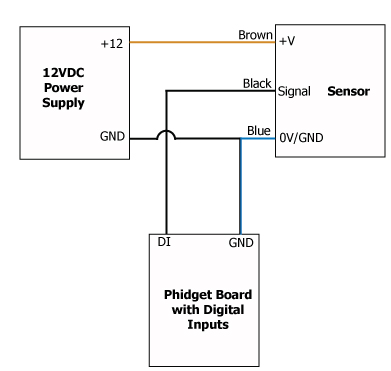 Brown
+12
+V
12VDC
Power
Supply
Black
Signal
Sensor
GND
Blue
0V/GND
DI
GND
Phidget Board
with Digital
Inputs